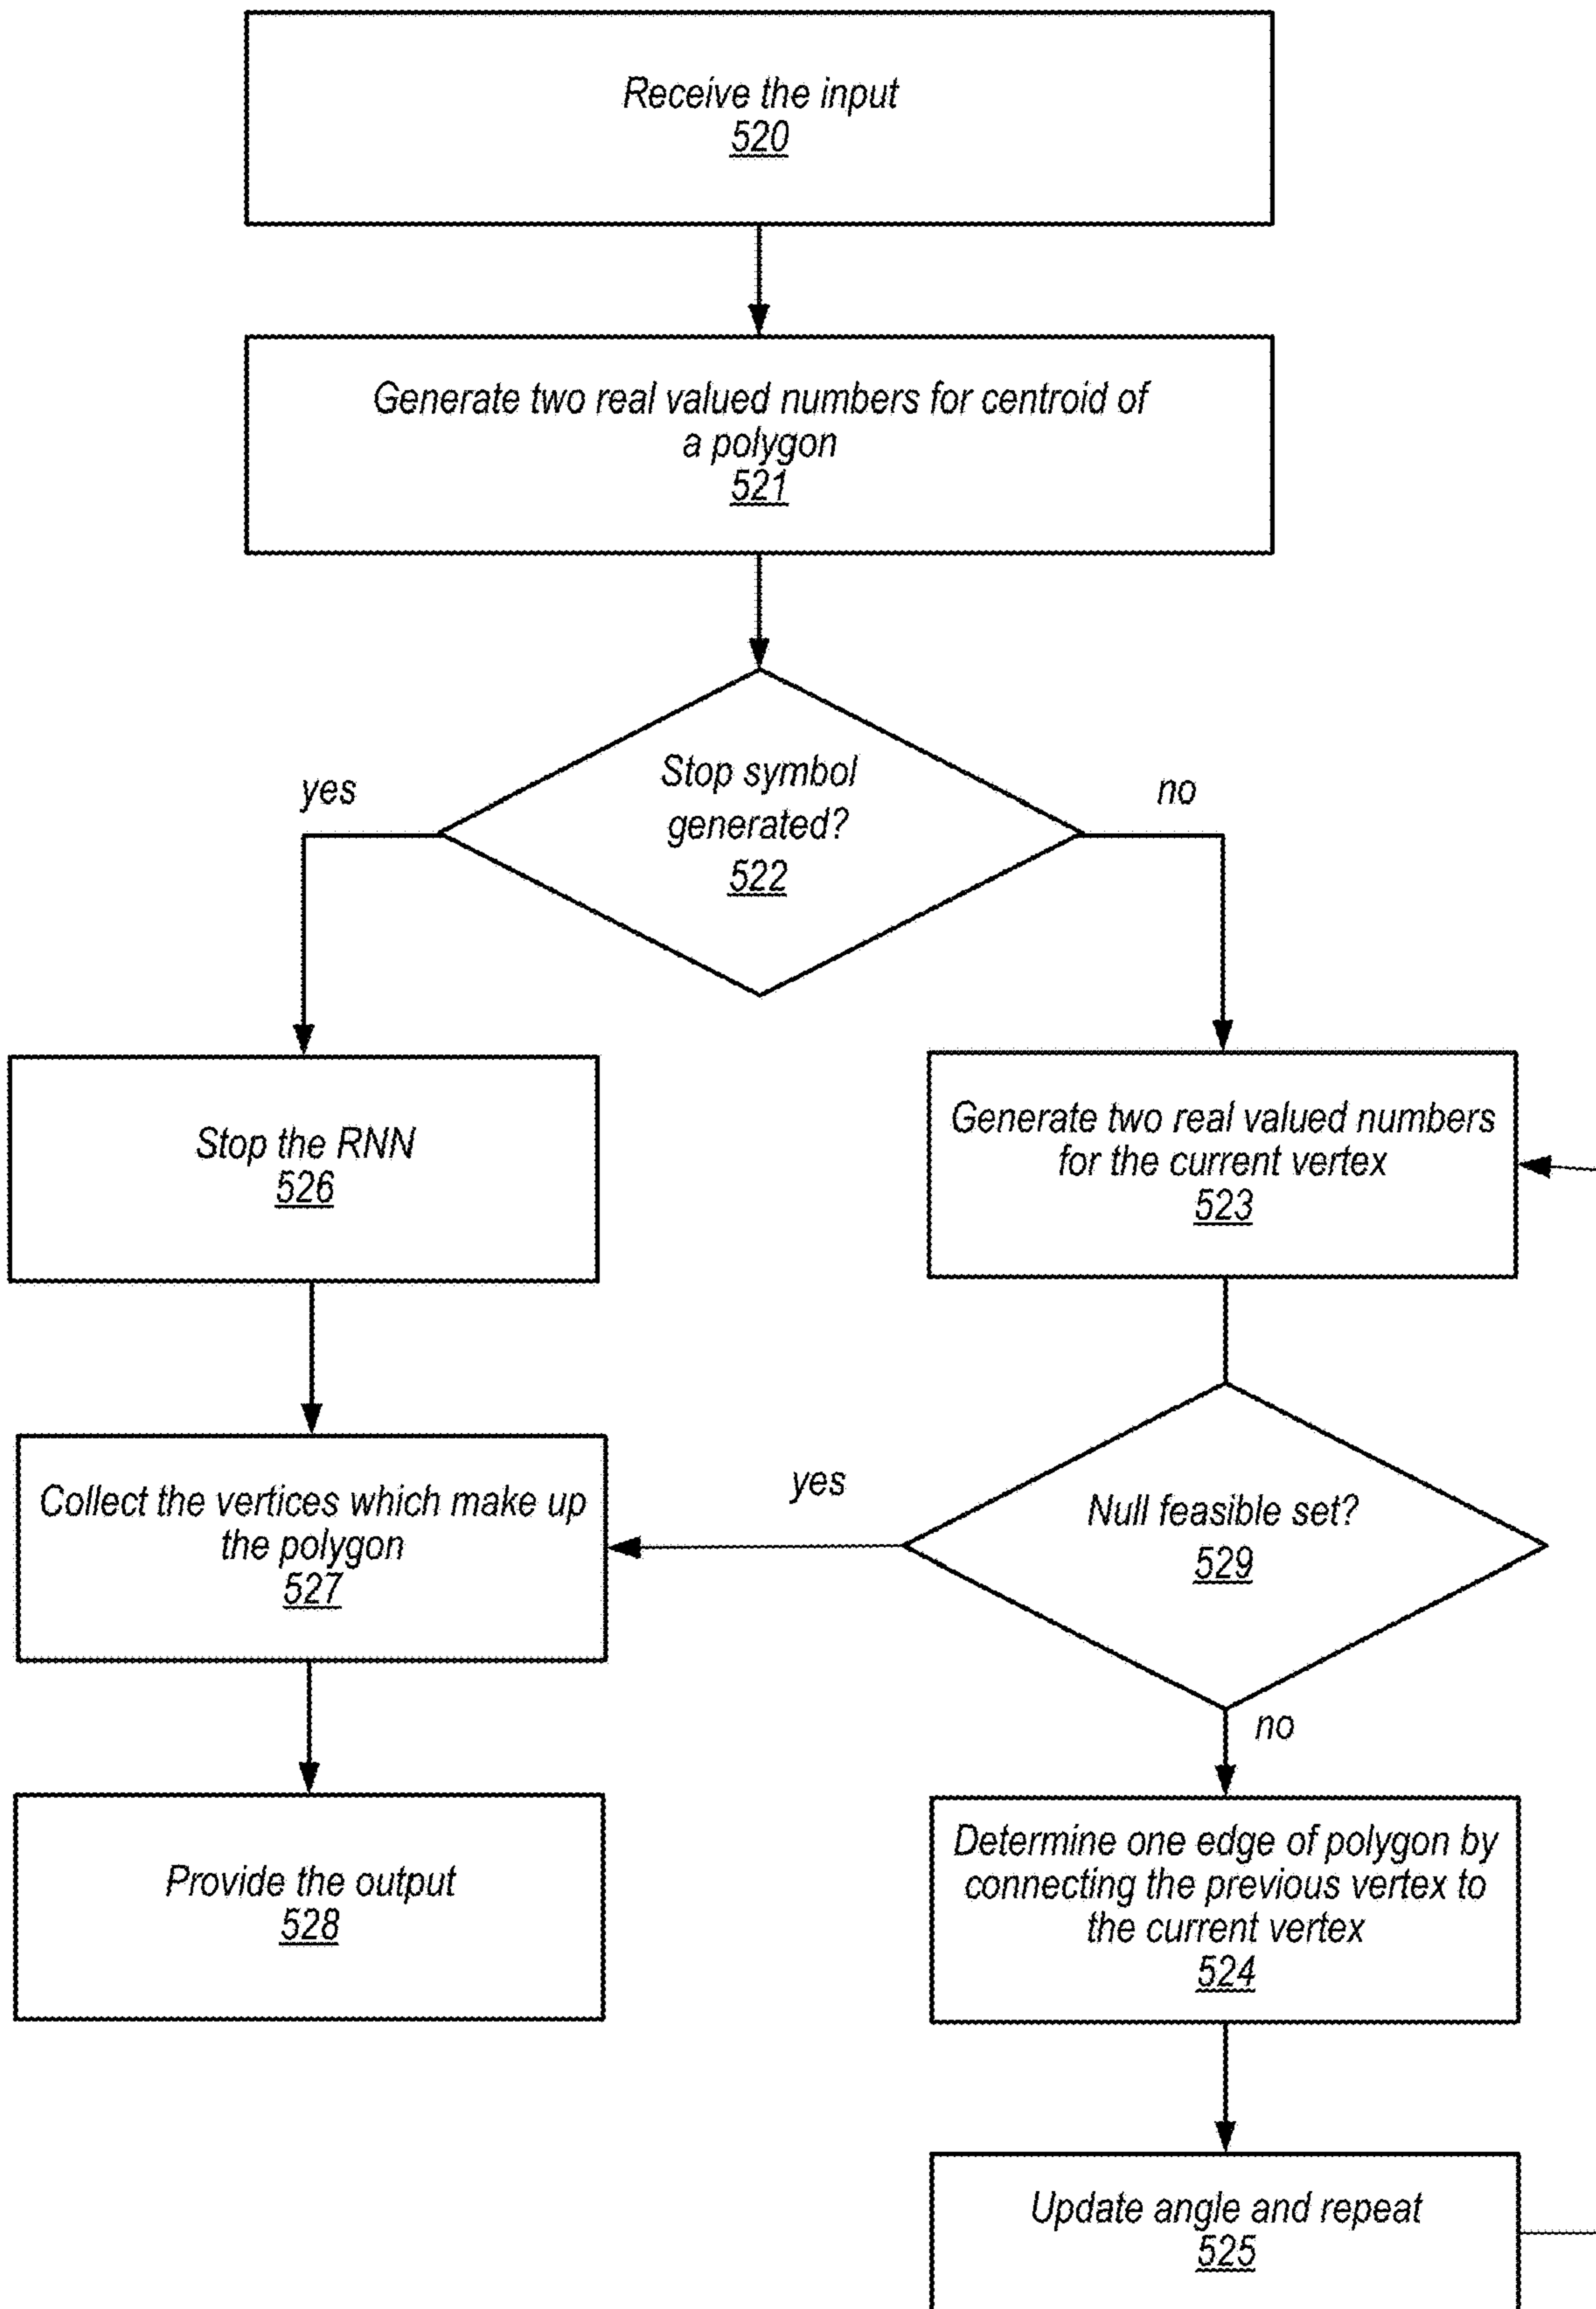 Receive the input
520
Generate two real valued numbers for centroid of
a polygon
521
Stop symbol
generated?
522
yes
no
Stop the RNN
526
Generate two real valued numbers
for the current vertex
523
Collect the vertices which make up
the polygon
527
yes
Null feasible set?
529
no
Provide the output
528
Determine one edge of polygon by
connecting the previous vertex to
the current vertex
524
Update angle and repeat
525